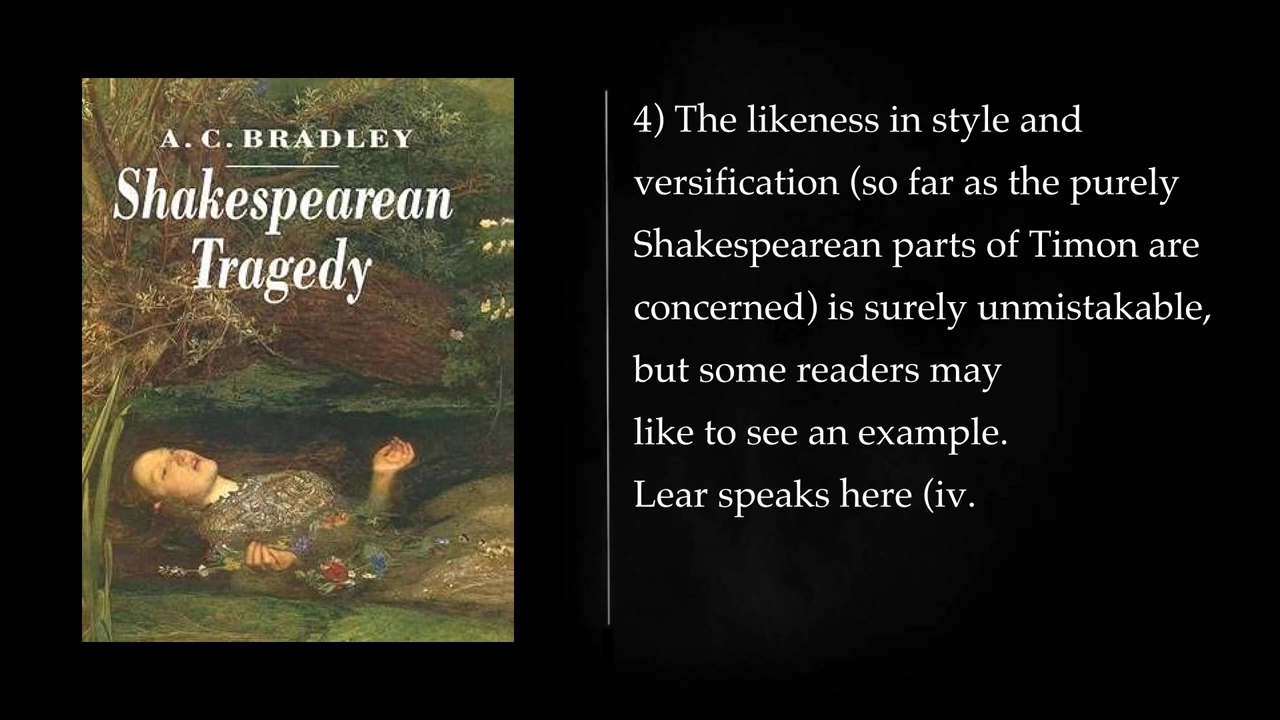 A. C. BRADLEY
Shakespearean
Tragedy
4) The likeness in style and
versification (so far as the purely
Shakespearean parts of Timon are
concerned) is surely unmistakable,
but some readers may
like to see an example.
Lear speaks here (iv.